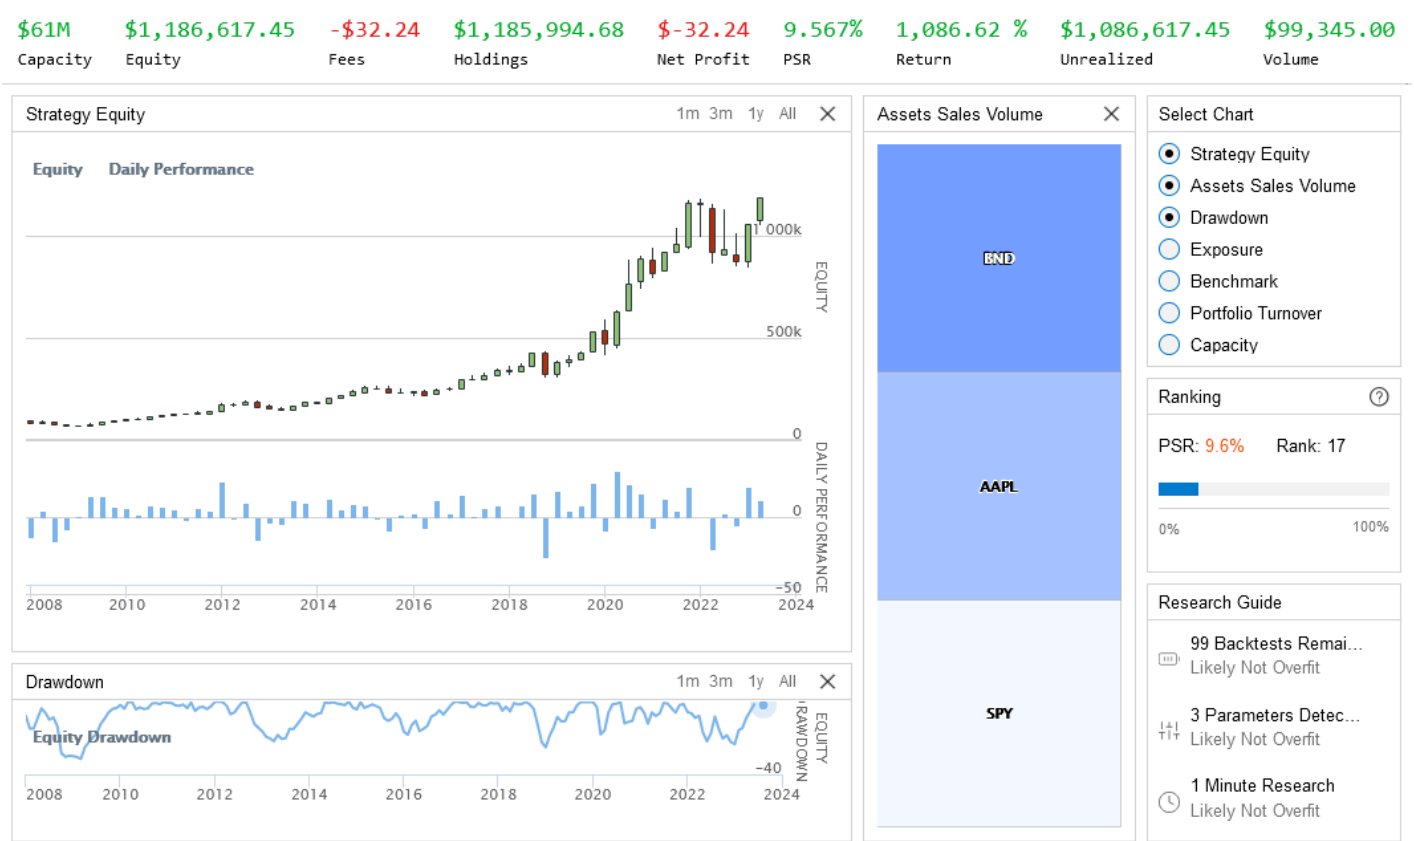 $61M $1,186,617.45 -$32.24 $1,185,994.68 $-32.24 9.567% 1,086.62 % $1,086,617.45 $99,345.00
Capacity Equity Fees Holdings Net Profit PSR Return Unrealized Volume
Strategy Equity 1m 3m 1y All
Equity Daily Performance
1 000k
500k
0
EQUITY
0
-50
DAILY PERFORMANCE
2008 2010 2012 2014 2016 2018 2020 2022 2024
Drawdown 1m 3m 1y All
Equity Drawdown
-40
EQUITY
DRAWDOWN
2008 2010 2012 2014 2016 2018 2020 2022 2024
Assets Sales Volume
BND
AAPL
SPY
Select Chart
Strategy Equity
Assets Sales Volume
Drawdown
Exposure
Benchmark
Portfolio Turnover
Capacity
Ranking ?
PSR: 9.6% Rank: 17
0% 100%
Research Guide
99 Backtests Remai...
Likely Not Overfit
3 Parameters Detec...
Likely Not Overfit
1 Minute Research
Likely Not Overfit